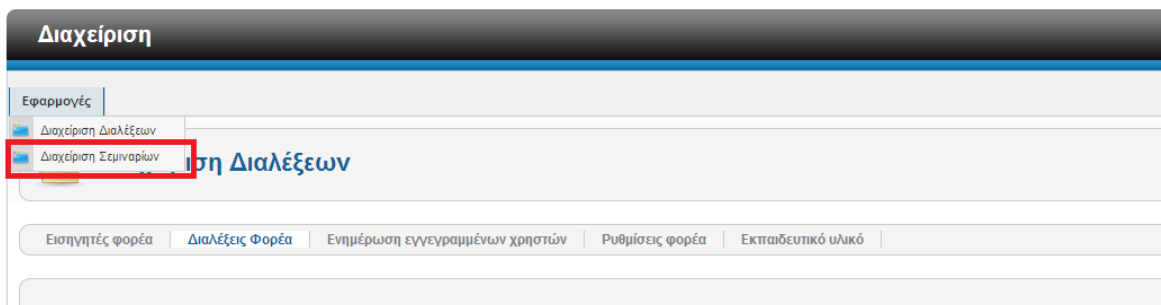 Διαχείριση
Εφαρμογές
Διαχείριση Διαλέξεων
Διαχείριση Σεμιναρίων
ση Διαλέξεων
Εισηγητές φορέα Διαλέξεις Φορέα Ενημέρωση εγγεγραμμένων χρηστών Ρυθμίσεις φορέα Εκπαιδευτικό υλικό